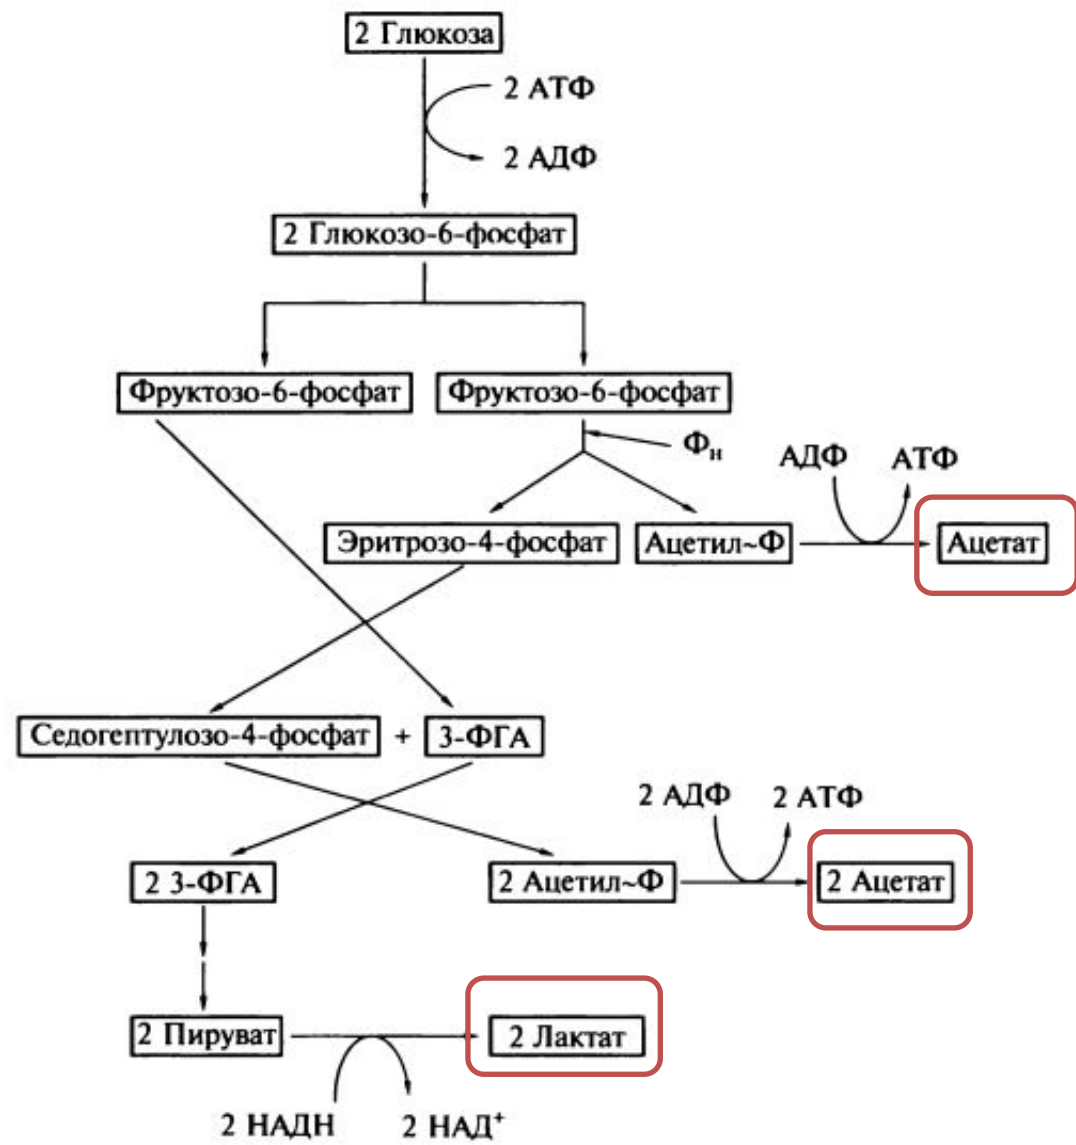 2 Глюкоза
2 АТФ
2 АДФ
2 Глюкозо-6-фосфат
Фруктозо-6-фосфат
Фруктозо-6-фосфат
Фн
АДФ
АТФ
Эритрозо-4-фосфат
Ацетил~Ф
Ацетат
Седогептулозо-4-фосфат + 3-ФГА
2 АДФ
2 АТФ
2 3-ФГА
2 Ацетил~Ф
2 Ацетат
2 Пируват
2 Лактат
2 НАДН
2 НАД⁺